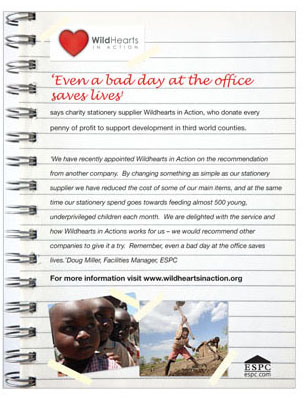 WildHearts
IN ACTION
'Even a bad day at the office
saves lives'
says charity stationery supplier Wildhearts in Action, who donate every
penny of profit to support development in third world counties.
'We have recently appointed Wildhearts in Action on the recommendation
from another company. By changing something as simple as our stationery
supplier we have reduced the cost of some of our main items, and at the same
time our stationery spend goes towards feeding almost 500 young,
underprivileged children each month. We are delighted with the service and
how Wildhearts in Actions works for us – we would recommend other
companies to give it a try. Remember, even a bad day at the office saves
lives.'Doug Miller, Facilities Manager, ESPC
For more information visit www.wildheartsinaction.org
ESPC
espc.com